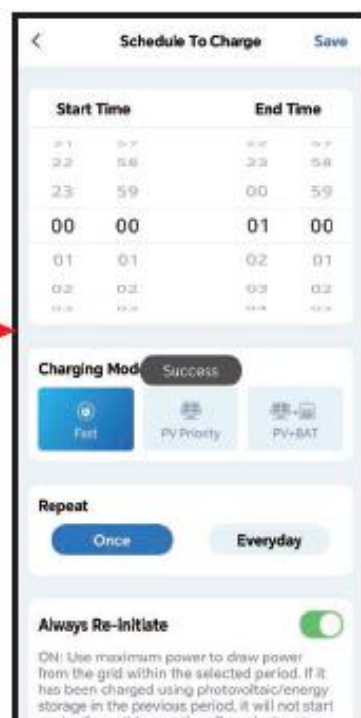 Schedule To Charge Save
Start Time End Time
22 58 23 58
23 59 00 59
00 00 01 00
01 01 02 01
02 02 03 02
Charging Mod Success
Fast PV Priority PV+BAT
Repeat
Once Everyday
Always Re-Initiate
ON: Use maximum power to draw power
from the grid within the selected period. If it
has been charged using photovoltaic/energy
storage in the previous period, it will not start